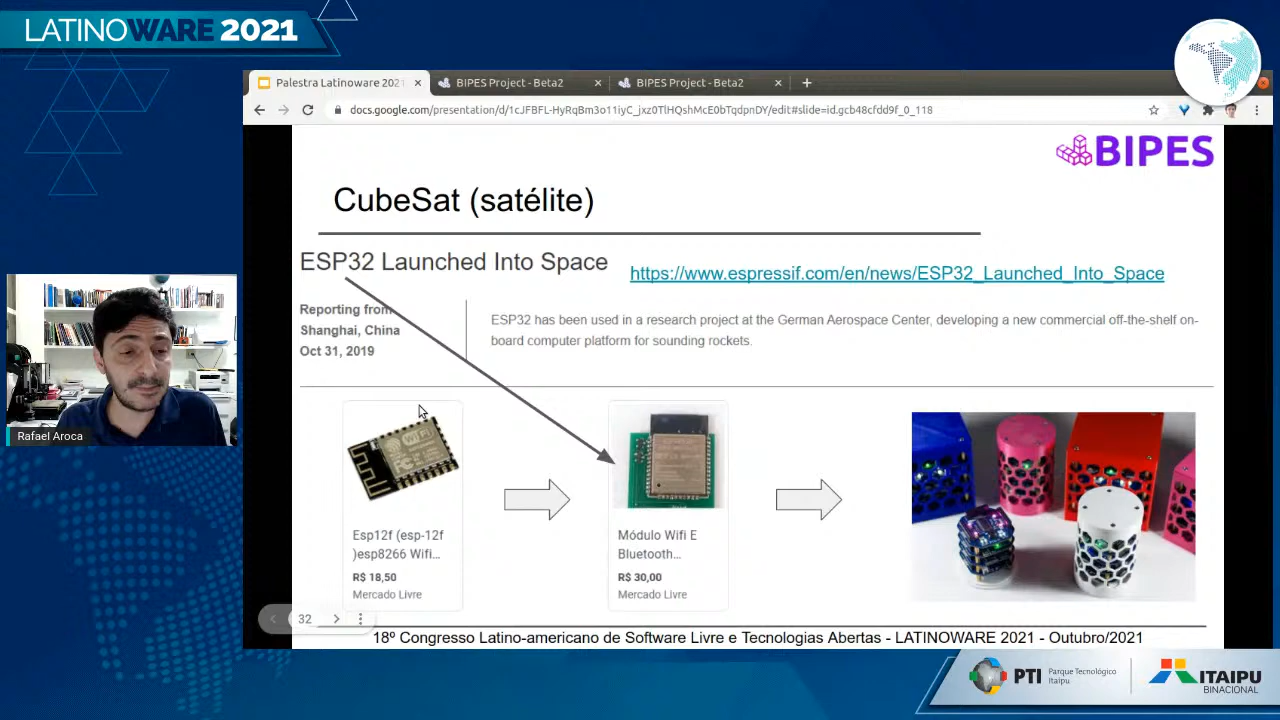 LATINOWARE 2021
Palestra Latinoware 2021
BIPES Project - Beta2
BIPES Project - Beta2
docs.google.com/presentation/d/1cJFBFL-HyRqBm3o11iyC_jxz0TlHQshMcE0bTqdpnDY/edit#slide=id.gcb48cfdd9f_0_118
BIPES
CubeSat (satélite)
ESP32 Launched Into Space
https://www.espressif.com/en/news/ESP32_Launched_Into_Space
Reporting from
Shanghai, China
Oct 31, 2019
ESP32 has been used in a research project at the German Aerospace Center, developing a new commercial off-the-shelf on-
board computer platform for sounding rockets.
Rafael Aroca
WiFi
Esp12f (esp-12f
)esp8266 Wifi...
R$ 18,50
Mercado Livre
Módulo Wifi E
Bluetooth...
R$ 30,00
Mercado Livre
32
18º Congresso Latino-americano de Software Livre e Tecnologias Abertas - LATINOWARE 2021 - Outubro/2021
PTI
Parque Tecnológico
Itaipu
ITAIPU
BINACIONAL